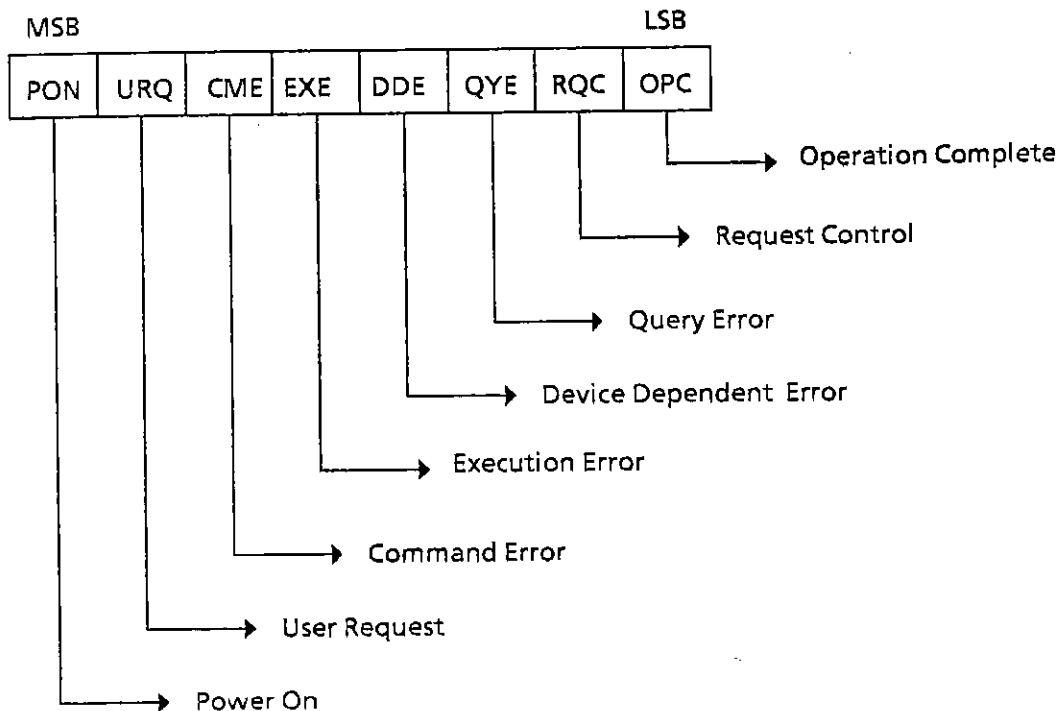 MSB LSB
PON URQ CME EXE DDE QYE RQC OPC
Operation Complete
Request Control
Query Error
Device Dependent Error
Execution Error
Command Error
User Request
Power On